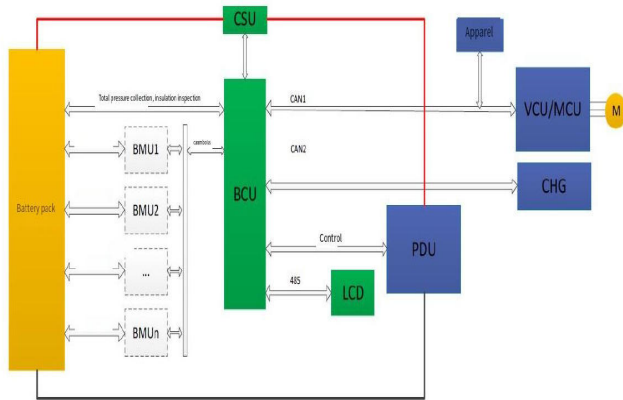 CSU
Apparel
Total pressure collection, insulation inspection
CAN1
VCU/MCU
M
BMU1
CAN2
Battery pack
BCU
CHG
BMU2
Control
PDU
...
485
LCD
BMUn